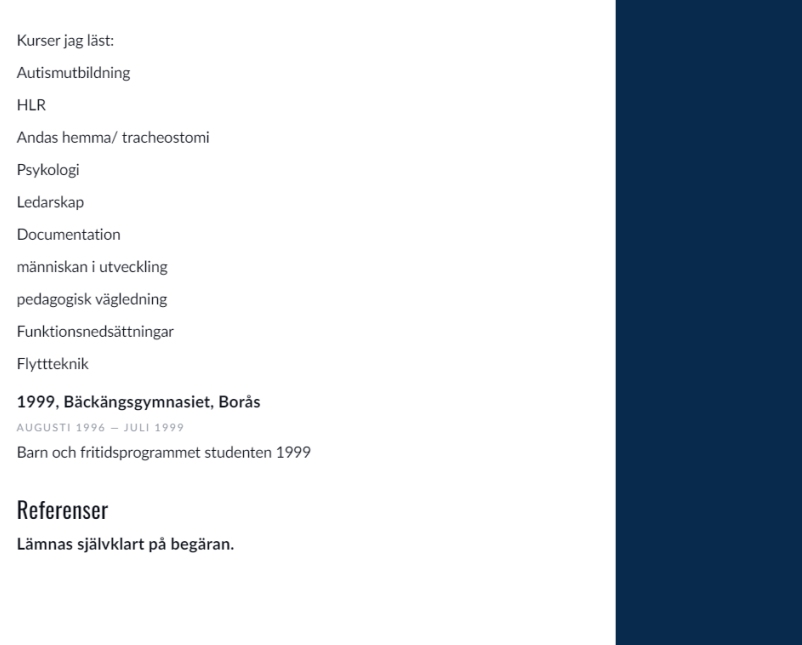 Kurser jag läst:
Autismutbildning
HLR
Andas hemma/ tracheostomi
Psykologi
Ledarskap
Documentation
människan i utveckling
pedagogisk vägledning
Funktionsnedsättningar
Flyttteknik
1999, Bäckängsgymnasiet, Borås
AUGUSTI 1996 — JULI 1999
Barn och fritidsprogrammet studenten 1999
Referenser
Lämnas självklart på begäran.